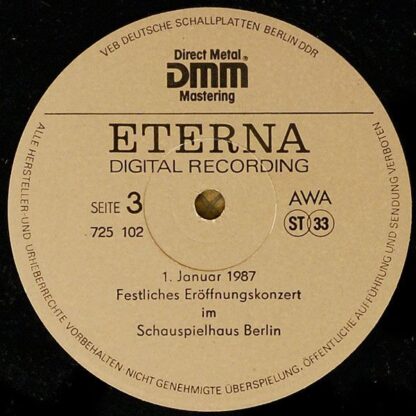 VEB DEUTSCHE SCHALLPLATTEN BERLIN DDR
Direct Metal
DMM®
Mastering
ETERNA
DIGITAL RECORDING
SEITE 3
AWA
725 102
ST 33
1. Januar 1987
Festliches Eröffnungskonzert
im
Schauspielhaus Berlin
ALLE HERSTELLER- UND URHEBERRECHTE VORBEHALTEN NICHT GENEHMIGTE ÜBERSPIELUNG, ÖFFENTLICHE AUFFÜHRUNG UND SENDUNG VERBOTEN